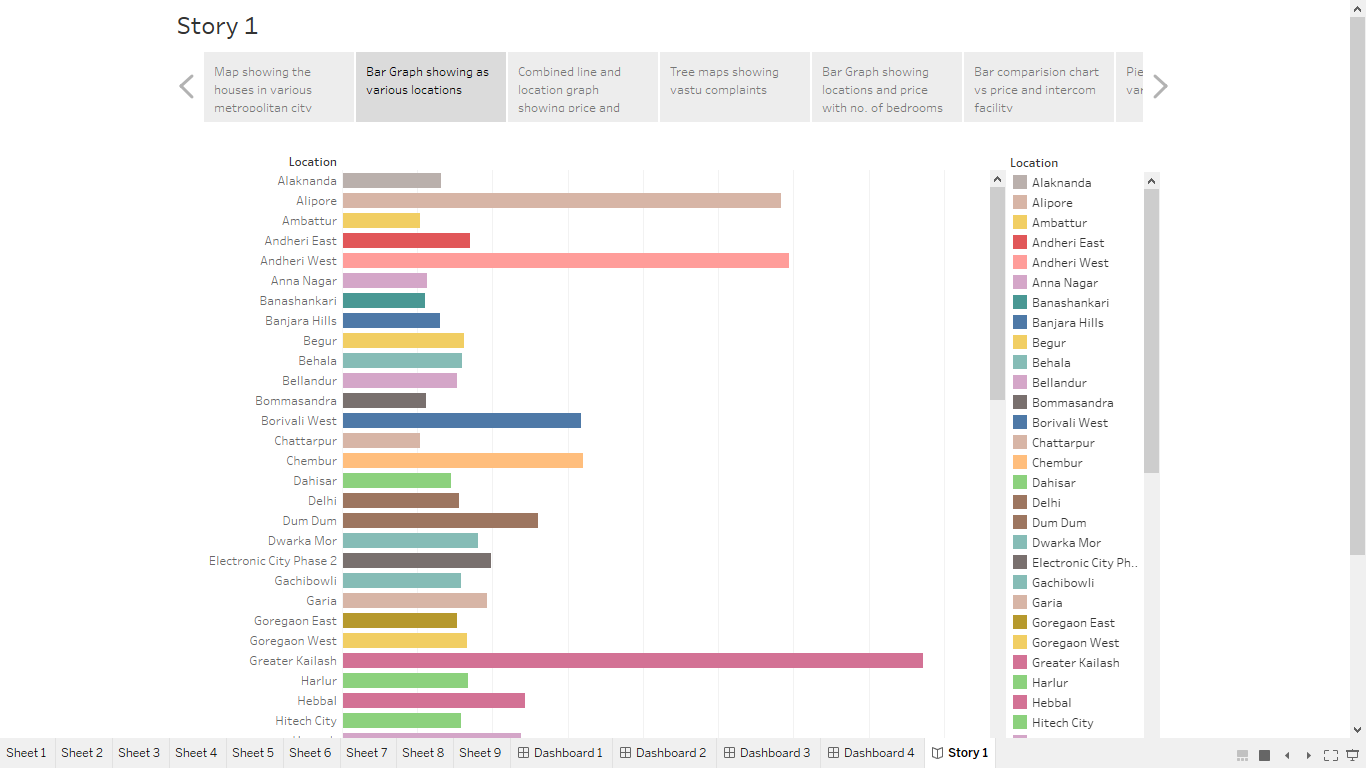 Story 1
Map showing the
houses in various
metropolitan city
Bar Graph showing as
various locations
Combined line and
location graph
showing price and
Tree maps showing
vastu complaints
Bar Graph showing
locations and price
with no. of bedrooms
Bar comparision chart
vs price and intercom
facility
Pie
var
Location
Alaknanda
Alipore
Ambattur
Andheri East
Andheri West
Anna Nagar
Banashankari
Banjara Hills
Begur
Behala
Bellandur
Bommasandra
Borivali West
Chattarpur
Chembur
Dahisar
Delhi
Dum Dum
Dwarka Mor
Electronic City Phase 2
Gachibowli
Garia
Goregaon East
Goregaon West
Greater Kailash
Harlur
Hebbal
Hitech City
Location
Alaknanda
Alipore
Ambattur
Andheri East
Andheri West
Anna Nagar
Banashankari
Banjara Hills
Begur
Behala
Bellandur
Bommasandra
Borivali West
Chattarpur
Chembur
Dahisar
Delhi
Dum Dum
Dwarka Mor
Electronic City Ph..
Gachibowli
Garia
Goregaon East
Goregaon West
Greater Kailash
Harlur
Hebbal
Hitech City
Sheet 1 Sheet 2 Sheet 3 Sheet 4 Sheet 5 Sheet 6 Sheet 7 Sheet 8 Sheet 9 Dashboard 1 Dashboard 2 Dashboard 3 Dashboard 4 Story 1